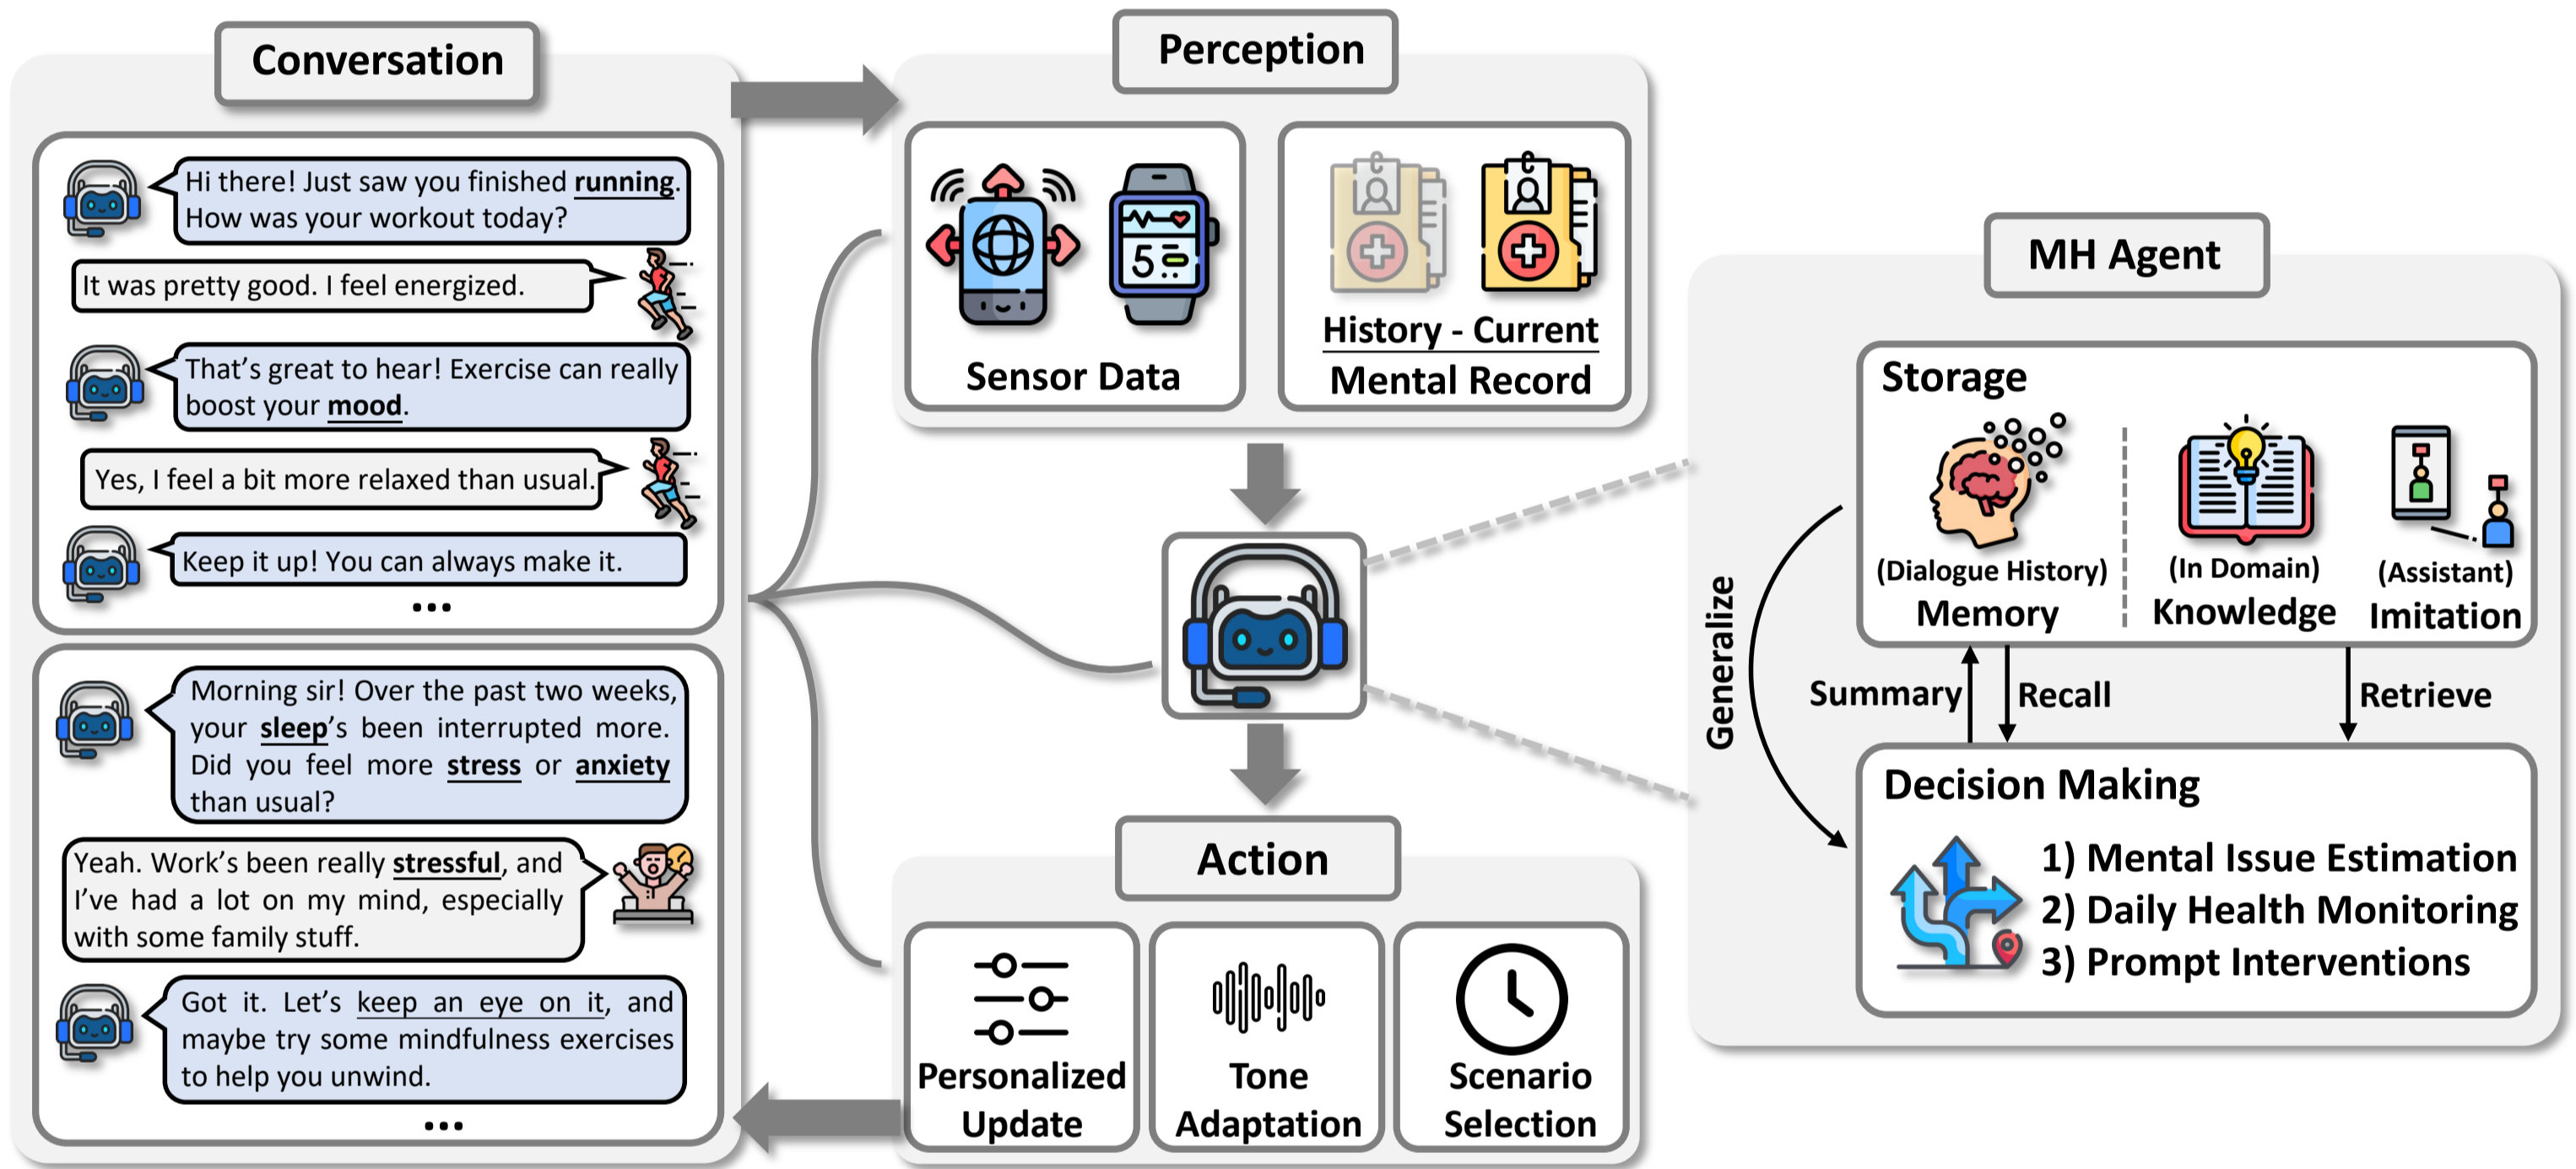 Conversation
Hi there! Just saw you finished running.
How was your workout today?
It was pretty good. I feel energized.
That’s great to hear! Exercise can really
boost your mood.
Yes, I feel a bit more relaxed than usual.
Keep it up! You can always make it.
...
Morning sir! Over the past two weeks,
your sleep’s been interrupted more.
Did you feel more stress or anxiety
than usual?
Yeah. Work’s been really stressful, and
I’ve had a lot on my mind, especially
with some family stuff.
Got it. Let’s keep an eye on it, and
maybe try some mindfulness exercises
to help you unwind.
...
Perception
5
Sensor Data
History - Current
Mental Record
Action
Personalized
Update
Tone
Adaptation
Scenario
Selection
MH Agent
Storage
(Dialogue History)
Memory
(In Domain)
Knowledge
(Assistant)
Imitation
Generalize
Summary
Recall
Retrieve
Decision Making
1) Mental Issue Estimation
2) Daily Health Monitoring
3) Prompt Interventions